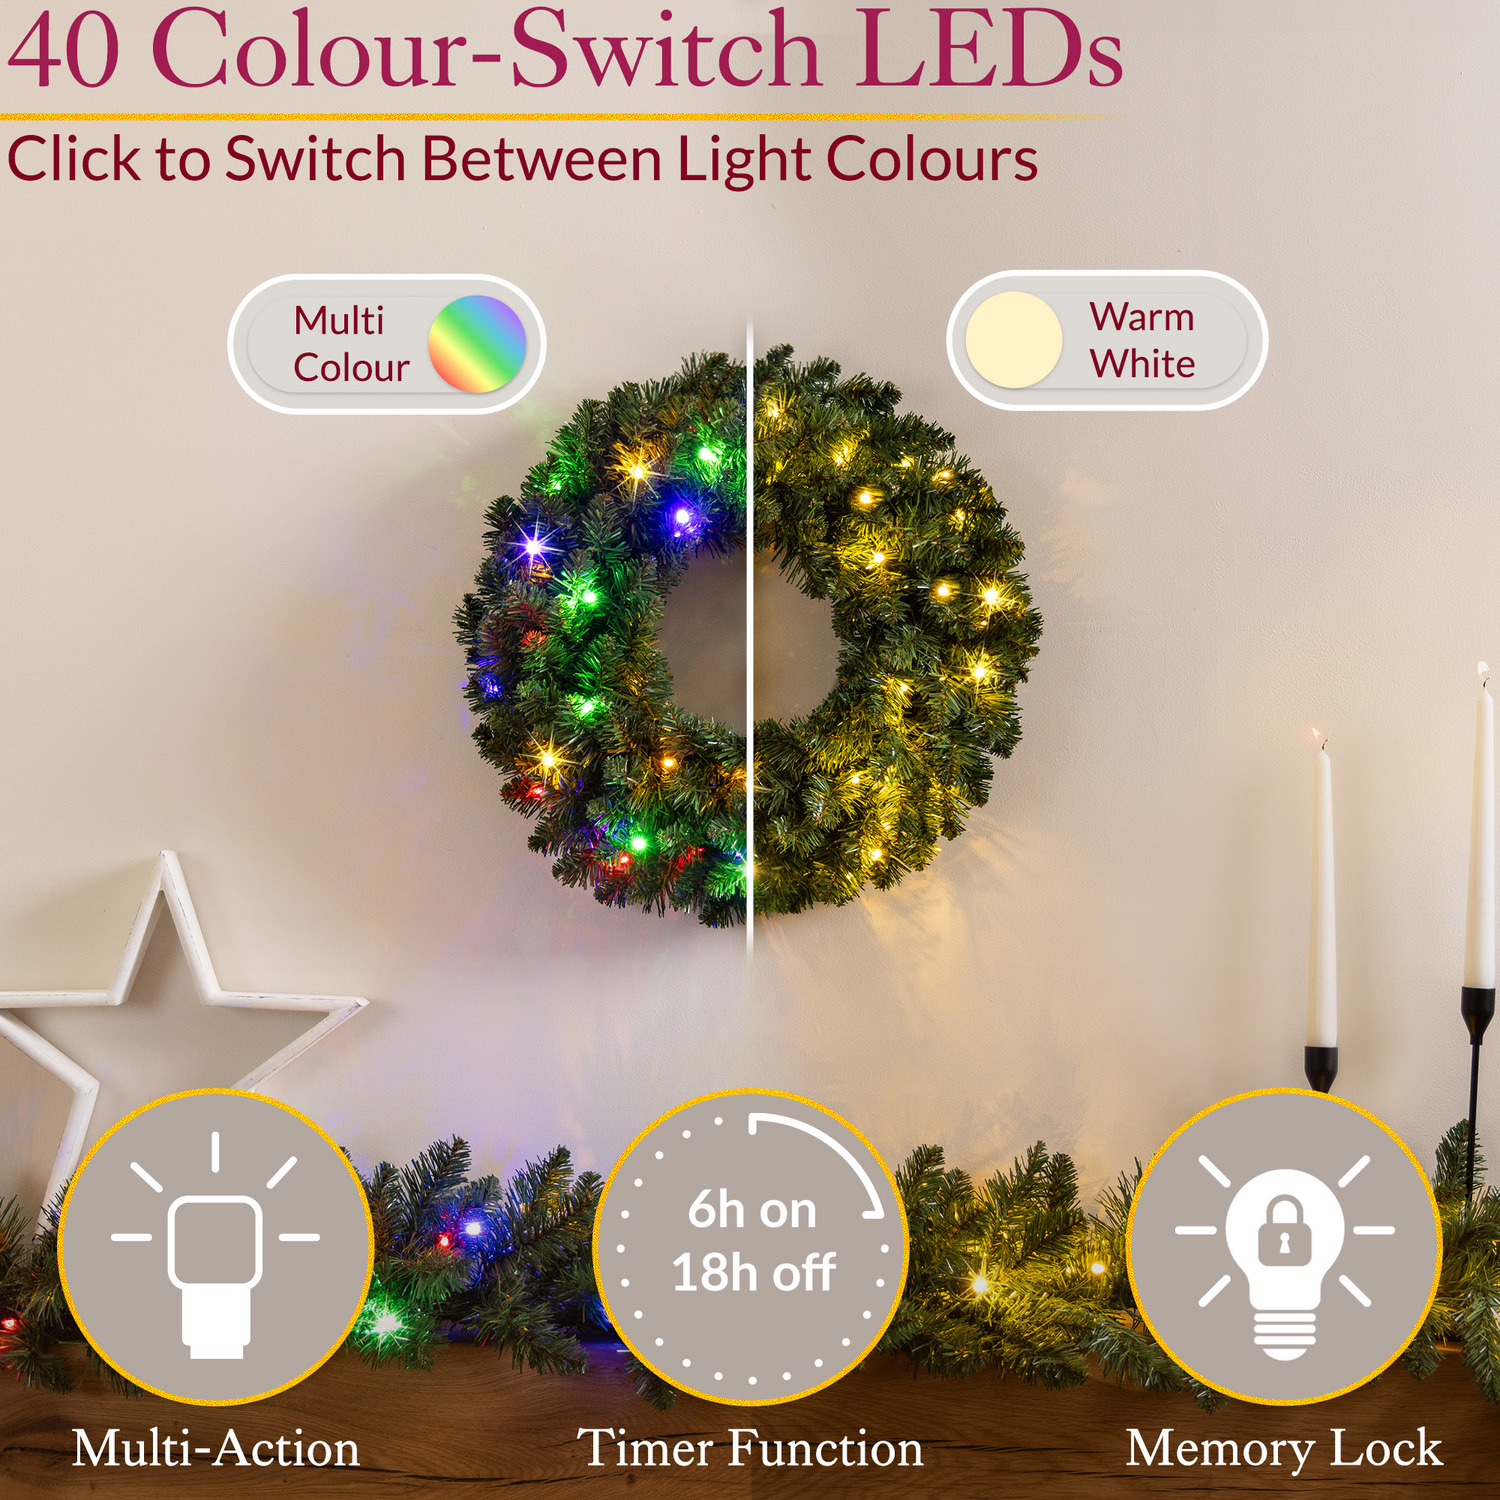 40 Colour-Switch LEDs
Click to Switch Between Light Colours
Multi
Colour
Warm
White
6h on
18h off
Multi-Action
Timer Function
Memory Lock